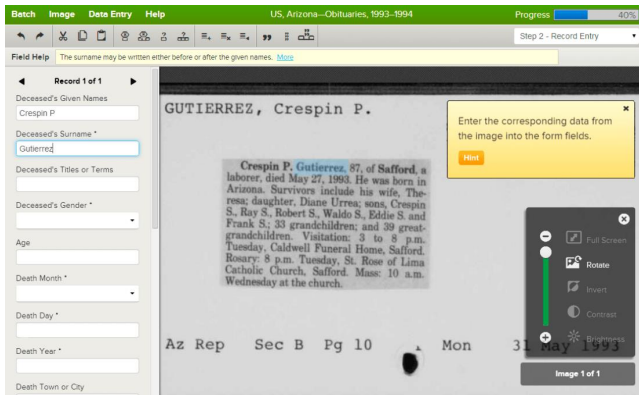 Batch Image Data Entry Help US, Arizona—Obituaries, 1993–1994 Progress 40%
Step 2 - Record Entry
Field Help The surname may be written either before or after the given names. More
Record 1 of 1
Deceased's Given Names
Crespin P
Deceased's Surname *
Gutierrez
Deceased's Titles or Terms
Deceased's Gender *
Age
Death Month *
Death Day *
Death Year *
Death Town or City
GUTIERREZ, Crespin P.
Crespin P. Gutierrez, 87, of Safford, a
laborer, died May 27, 1993. He was born in
Arizona. Survivors include his wife, The-
resa; daughter, Diane Urrea; sons, Crespin
S., Ray S., Robert S., Waldo S., Eddie S. and
Frank S.; 33 grandchildren; and 39 great-
grandchildren. Visitation: 3 to 8 p.m.
Tuesday, Caldwell Funeral Home, Safford.
Rosary: 8 p.m. Tuesday, St. Rose of Lima
Catholic Church, Safford. Mass: 10 a.m.
Wednesday at the church.
Az Rep Sec B Pg 10 Mon 31 May 1993
Enter the corresponding data from
the image into the form fields.
Hint
Full Screen
Rotate
Invert
Contrast
Brightness
Image 1 of 1